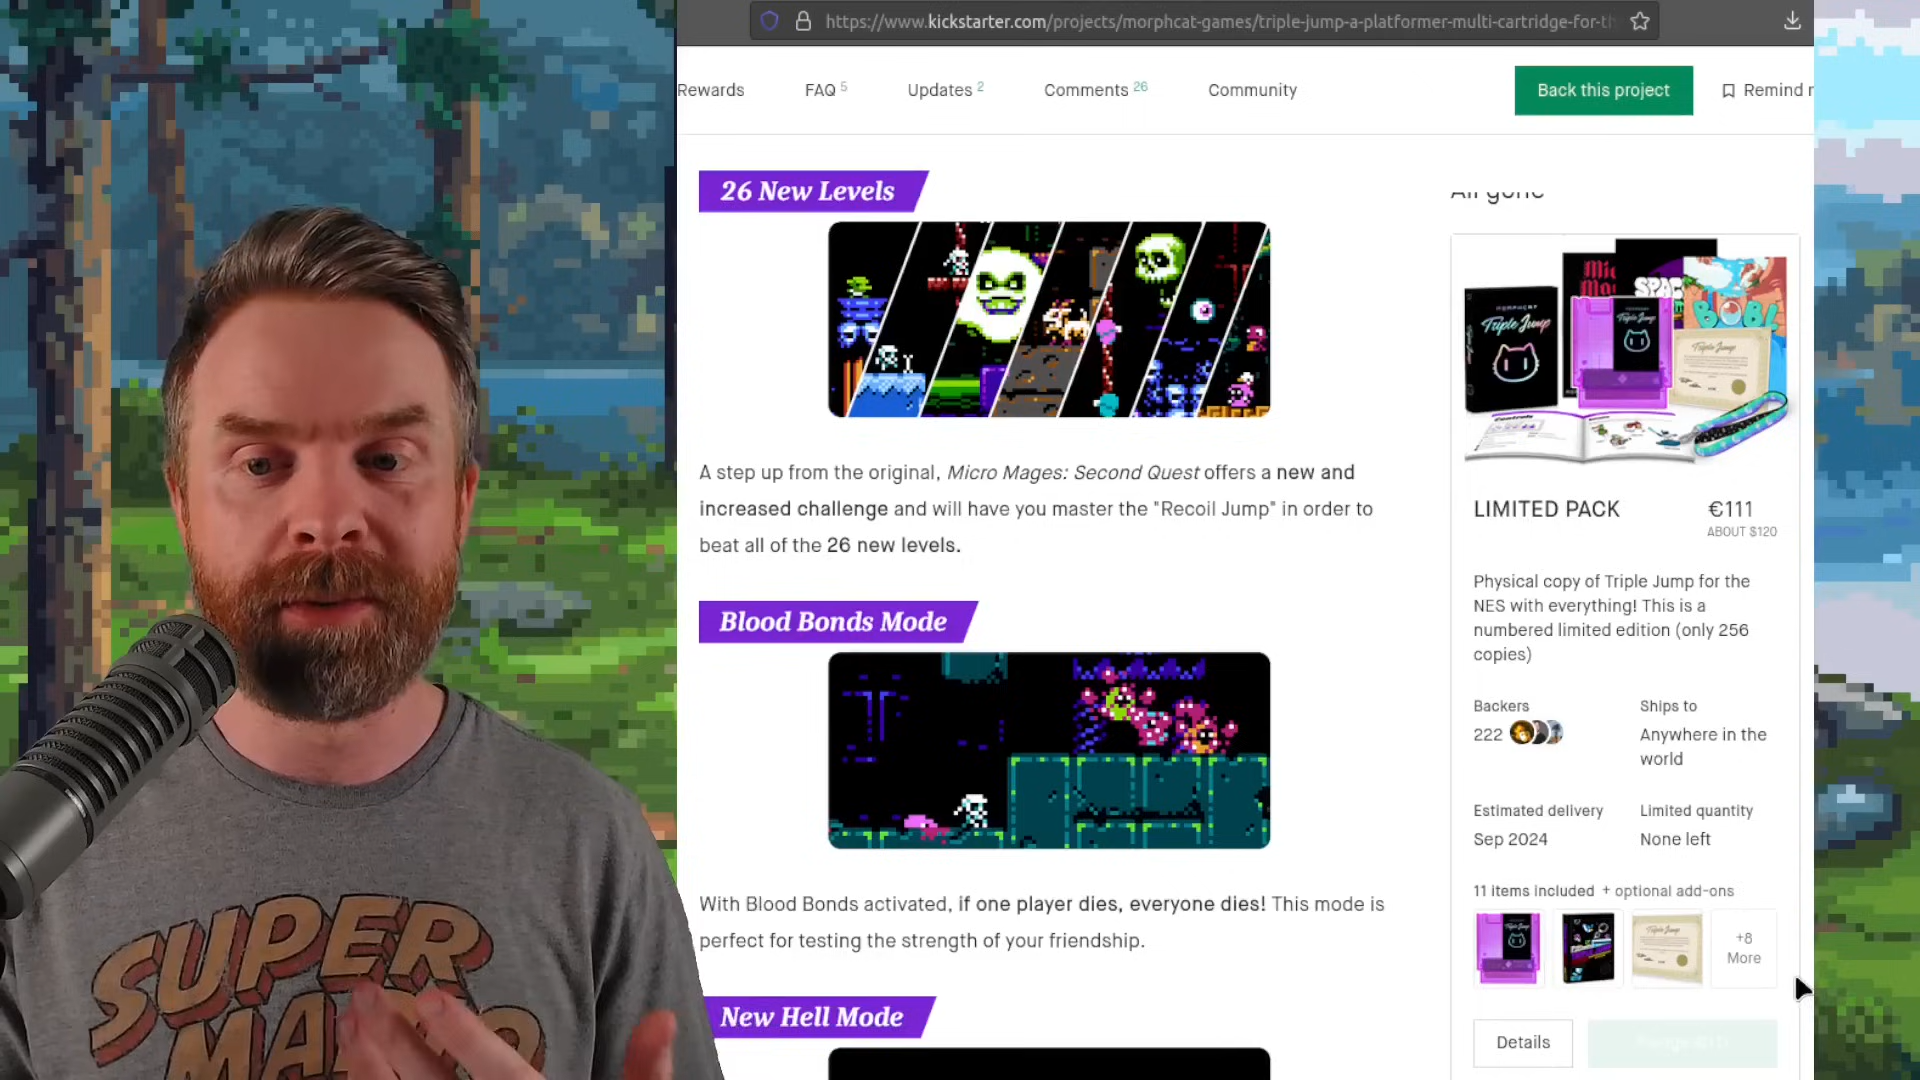 https://www.kickstarter.com/projects/morphcat-games/triple-jump-a-platformer-multi-cartridge-for-th
Rewards
FAQ 5
Updates 2
Comments 26
Community
Back this project
Remind
26 New Levels
A step up from the original, Micro Mages: Second Quest offers a new and
increased challenge and will have you master the "Recoil Jump" in order to
beat all of the 26 new levels.
Blood Bonds Mode
With Blood Bonds activated, if one player dies, everyone dies! This mode is
perfect for testing the strength of your friendship.
New Hell Mode
All gone
Triple Jump
SPAC
BOB!
Triple Jump
LIMITED PACK
€111
ABOUT $120
Physical copy of Triple Jump for the
NES with everything! This is a
numbered limited edition (only 256
copies)
Backers
222
Ships to
Anywhere in the
world
Estimated delivery
Sep 2024
Limited quantity
None left
11 items included + optional add-ons
+8
More
Details
SUPER
MA